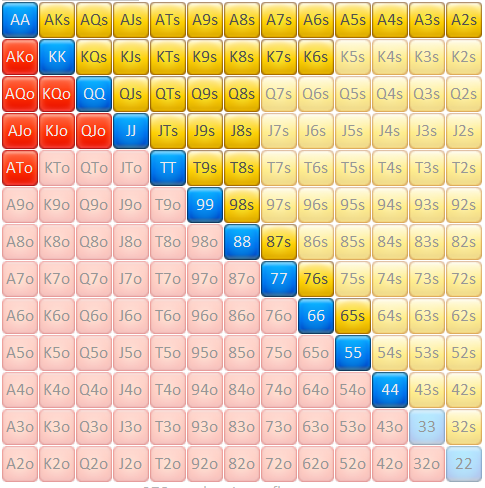 AA AKs AQs AJs ATs A9s A8s A7s A6s A5s A4s A3s A2s
AKo KK KQs KJs KTs K9s K8s K7s K6s K5s K4s K3s K2s
AQo KQo QQ QJs QTs Q9s Q8s Q7s Q6s Q5s Q4s Q3s Q2s
AJo KJo QJo JJ JTs J9s J8s J7s J6s J5s J4s J3s J2s
ATo KTo QTo JTo TT T9s T8s T7s T6s T5s T4s T3s T2s
A9o K9o Q9o J9o T9o 99 98s 97s 96s 95s 94s 93s 92s
A8o K8o Q8o J8o T8o 98o 88 87s 86s 85s 84s 83s 82s
A7o K7o Q7o J7o T7o 97o 87o 77 76s 75s 74s 73s 72s
A6o K6o Q6o J6o T6o 96o 86o 76o 66 65s 64s 63s 62s
A5o K5o Q5o J5o T5o 95o 85o 75o 65o 55 54s 53s 52s
A4o K4o Q4o J4o T4o 94o 84o 74o 64o 54o 44 43s 42s
A3o K3o Q3o J3o T3o 93o 83o 73o 63o 53o 43o 33 32s
A2o K2o Q2o J2o T2o 92o 82o 72o 62o 52o 42o 32o 22